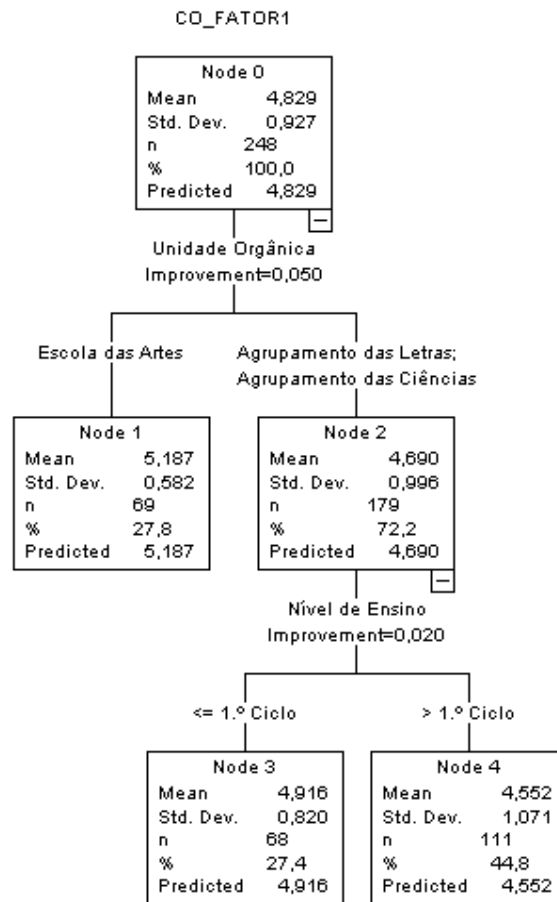 CO_FATOR1
Node 0
Mean 4,829
Std. Dev. 0,927
n 248
% 100,0
Predicted 4,829
Unidade Orgânica
Improvement=0,050
Escola das Artes
Agrupamento das Letras;
Agrupamento das Ciências
Node 1
Mean 5,187
Std. Dev. 0,582
n 69
% 27,8
Predicted 5,187
Node 2
Mean 4,690
Std. Dev. 0,996
n 179
% 72,2
Predicted 4,690
Nível de Ensino
Improvement=0,020
<= 1.º Ciclo
> 1.º Ciclo
Node 3
Mean 4,916
Std. Dev. 0,820
n 68
% 27,4
Predicted 4,916
Node 4
Mean 4,552
Std. Dev. 1,071
n 111
% 44,8
Predicted 4,552